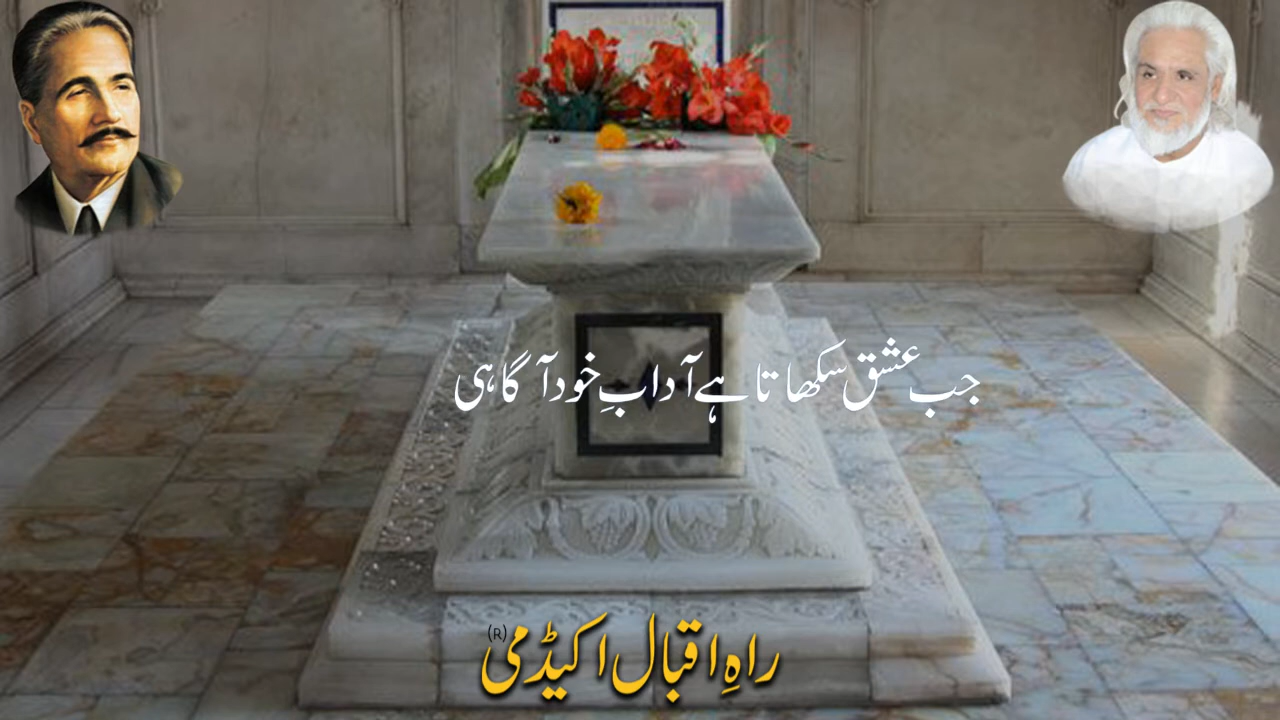 جب عشق سکھاتا ہے آدابِ خود آگاہی
راہِ اقبال اکیڈمی (R)